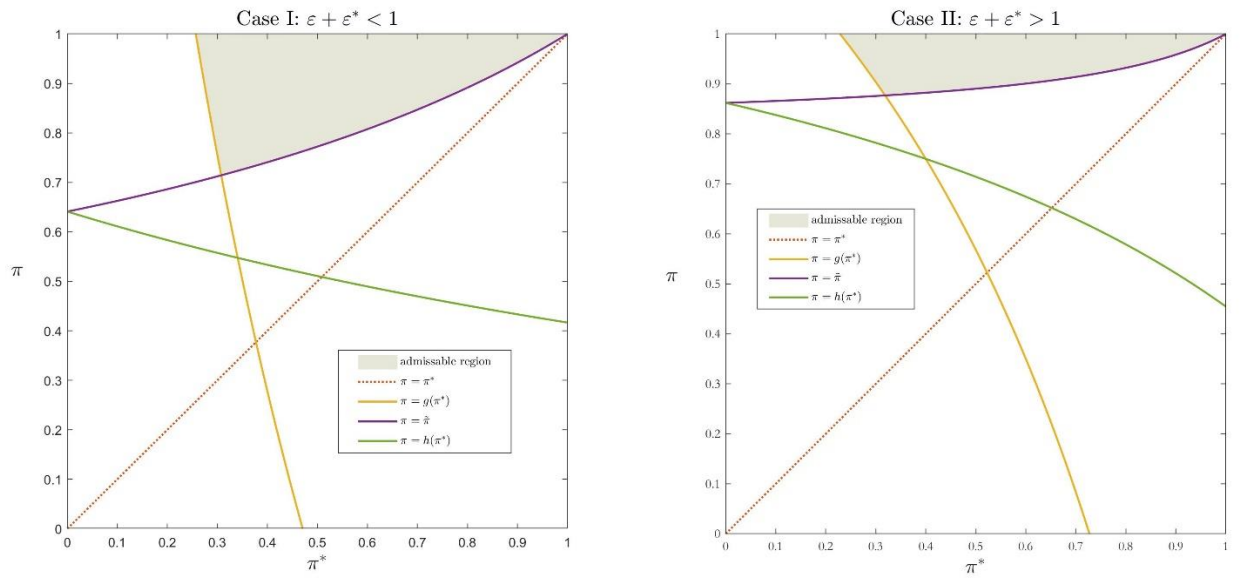 Case I: ε + ε* < 1
1
0.9
0.8
0.7
0.6
0.5
0.4
0.3
0.2
0.1
0
π
admissable region
π = π*
π = g(π*)
π = π̃
π = h(π*)
0 0.1 0.2 0.3 0.4 0.5 0.6 0.7 0.8 0.9 1
π*
Case II: ε + ε* > 1
1
0.9
0.8
0.7
0.6
0.5
0.4
0.3
0.2
0.1
0
π
admissable region
π = π*
π = g(π*)
π = π̃
π = h(π*)
0 0.1 0.2 0.3 0.4 0.5 0.6 0.7 0.8 0.9 1
π*